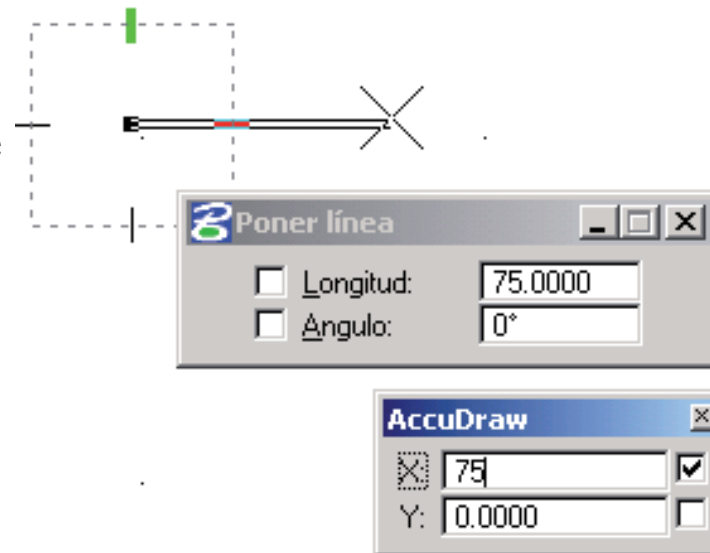 Poner línea
Longitud: 75.0000
Angulo: 0°
AccuDraw
X: 75
Y: 0.0000